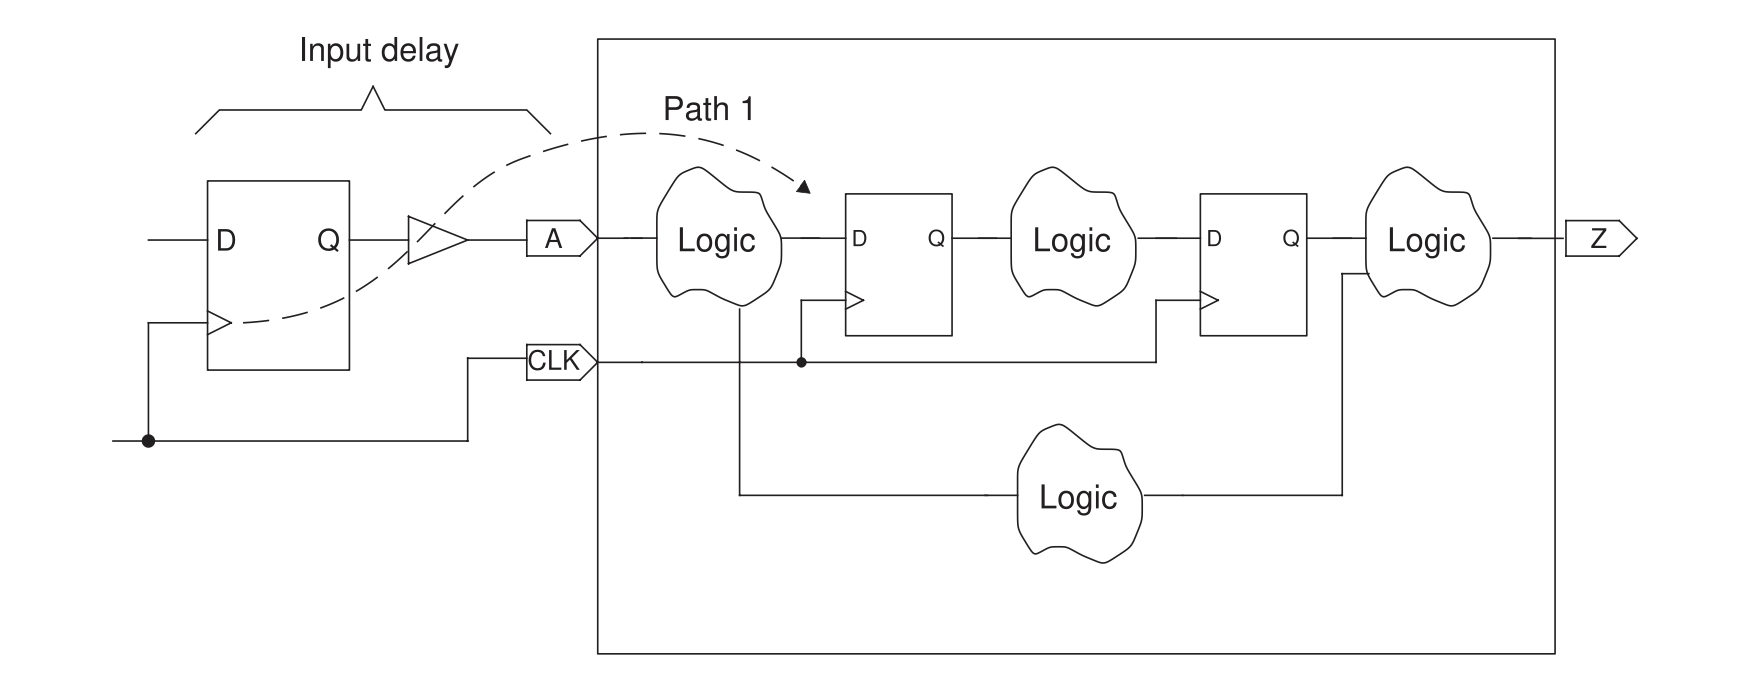 Input delay
Path 1
D Q
A
Logic
D Q
Logic
D Q
Logic
Z
CLK
Logic